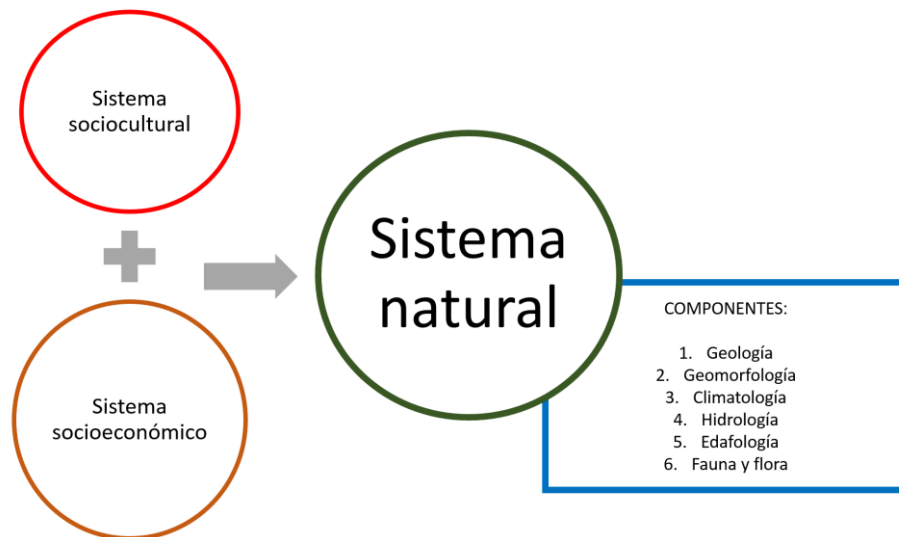 Sistema
sociocultural
Sistema
socioeconómico
Sistema
natural
COMPONENTES:
1. Geología
2. Geomorfología
3. Climatología
4. Hidrología
5. Edafología
6. Fauna y flora